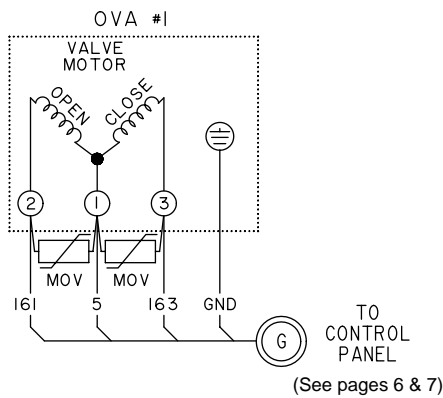 OVA #1
VALVE
MOTOR
OPEN
CLOSE
2
1
3
MOV
MOV
161
5
163
GND
G
TO
CONTROL
PANEL
(See pages 6 & 7)